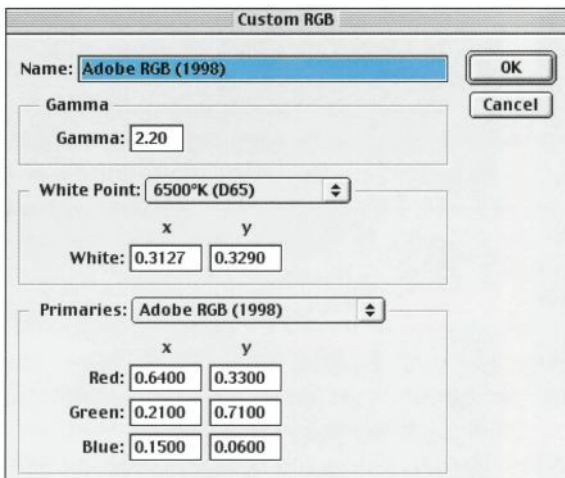 Custom RGB
Name: Adobe RGB (1998)
OK
Cancel
Gamma
Gamma: 2.20
White Point: 6500°K (D65)
x y
White: 0.3127 0.3290
Primaries: Adobe RGB (1998)
x y
Red: 0.6400 0.3300
Green: 0.2100 0.7100
Blue: 0.1500 0.0600